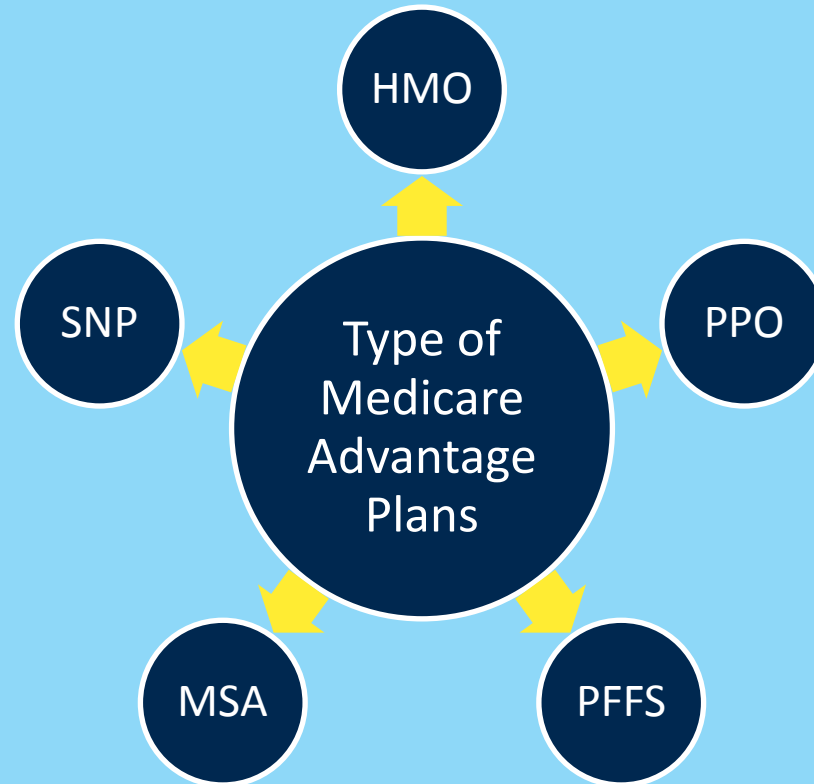 HMO
SNP
PPO
Type of
Medicare
Advantage
Plans
MSA
PFFS